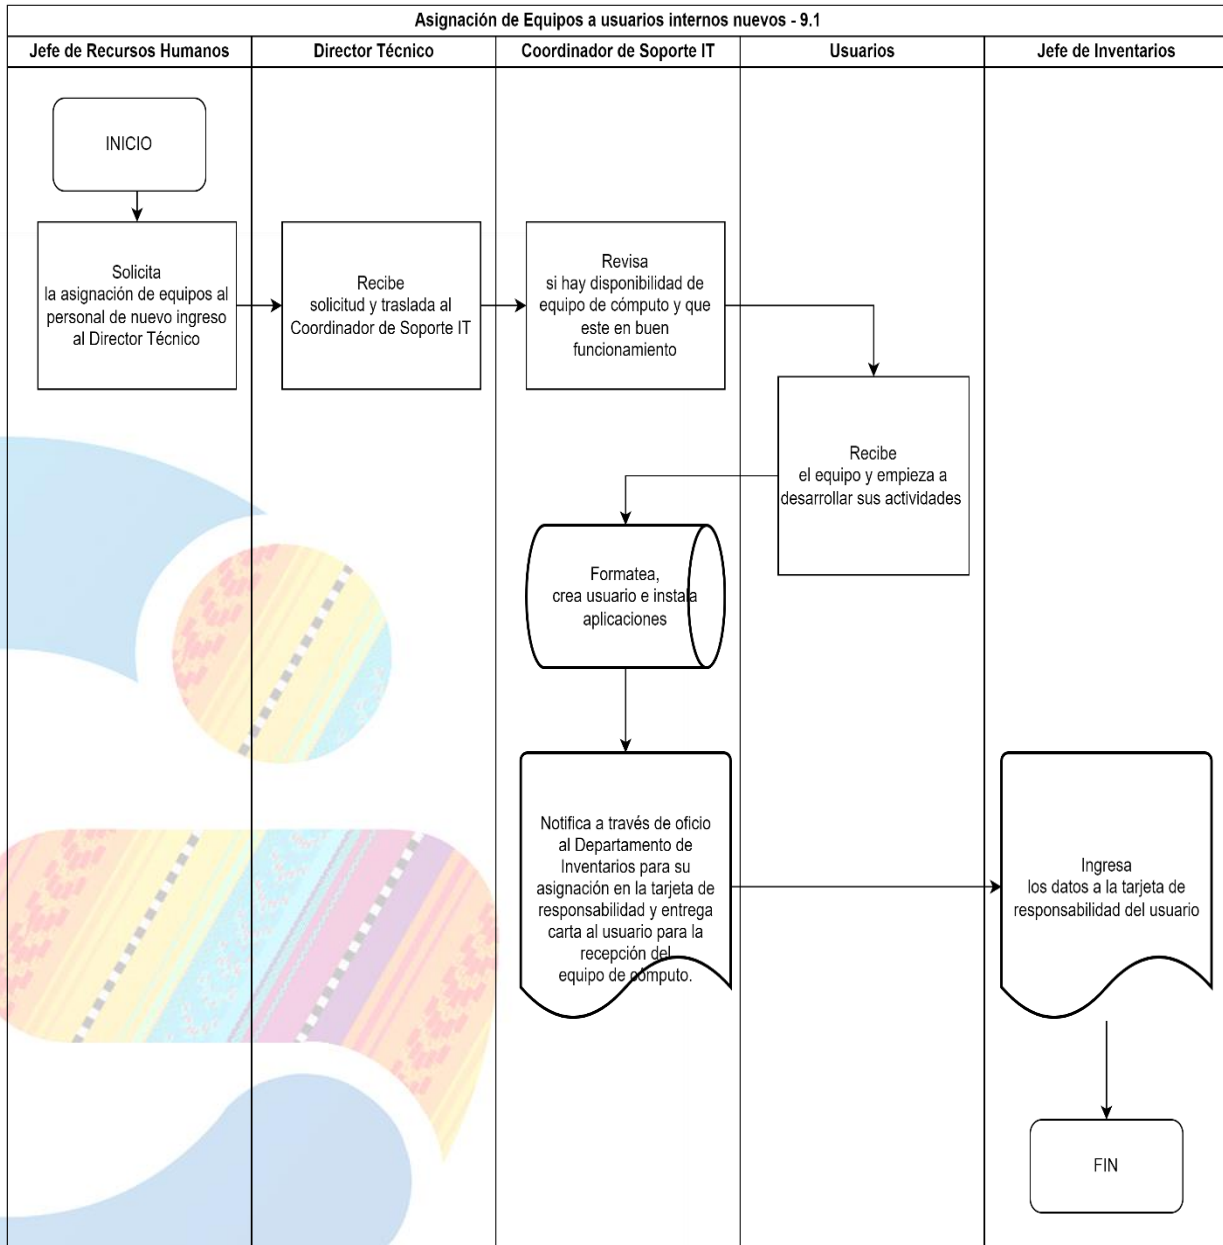 Asignación de Equipos a usuarios internos nuevos - 9.1
Jefe de Recursos Humanos
Director Técnico
Coordinador de Soporte IT
Usuarios
Jefe de Inventarios
INICIO
Solicita
la asignación de equipos al
personal de nuevo ingreso
al Director Técnico
Recibe
solicitud y traslada al
Coordinador de Soporte IT
Revisa
si hay disponibilidad de
equipo de cómputo y que
este en buen
funcionamiento
Recibe
el equipo y empieza a
desarrollar sus actividades
Formatea,
crea usuario e instala
aplicaciones
Notifica a través de oficio
al Departamento de
Inventarios para su
asignación en la tarjeta de
responsabilidad y entrega
carta al usuario para la
recepción del
equipo de cómputo.
Ingresa
los datos a la tarjeta de
responsabilidad del usuario
FIN